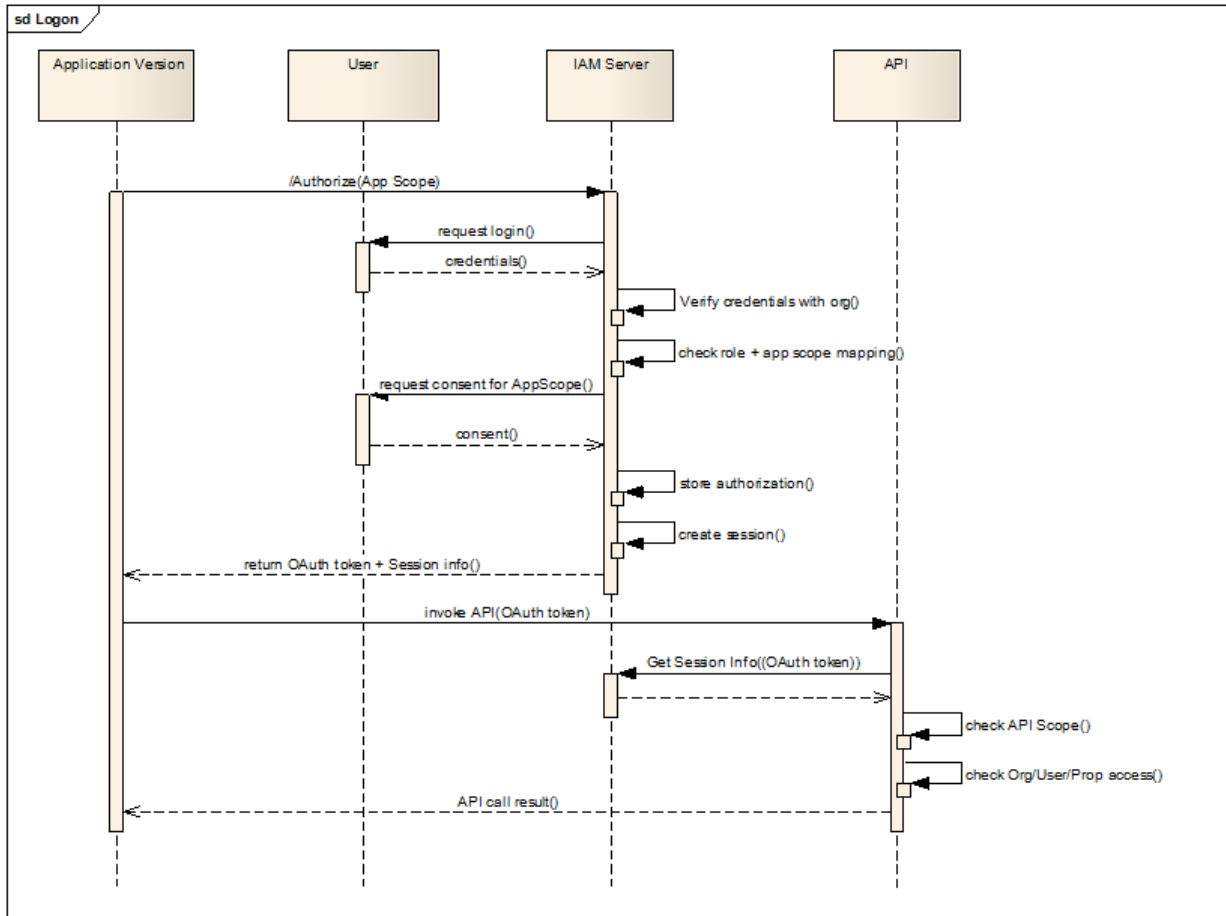 sd Logon
Application Version
User
IAM Server
API
/Authorize(App Scope)
request login()
credentials()
Verify credentials with org()
check role + app scope mapping()
request consent for AppScope()
consent()
store authorization()
create session()
return OAuth token + Session info()
invoke API(OAuth token)
Get Session Info((OAuth token))
check API Scope()
check Org/User/Prop access()
API call result()